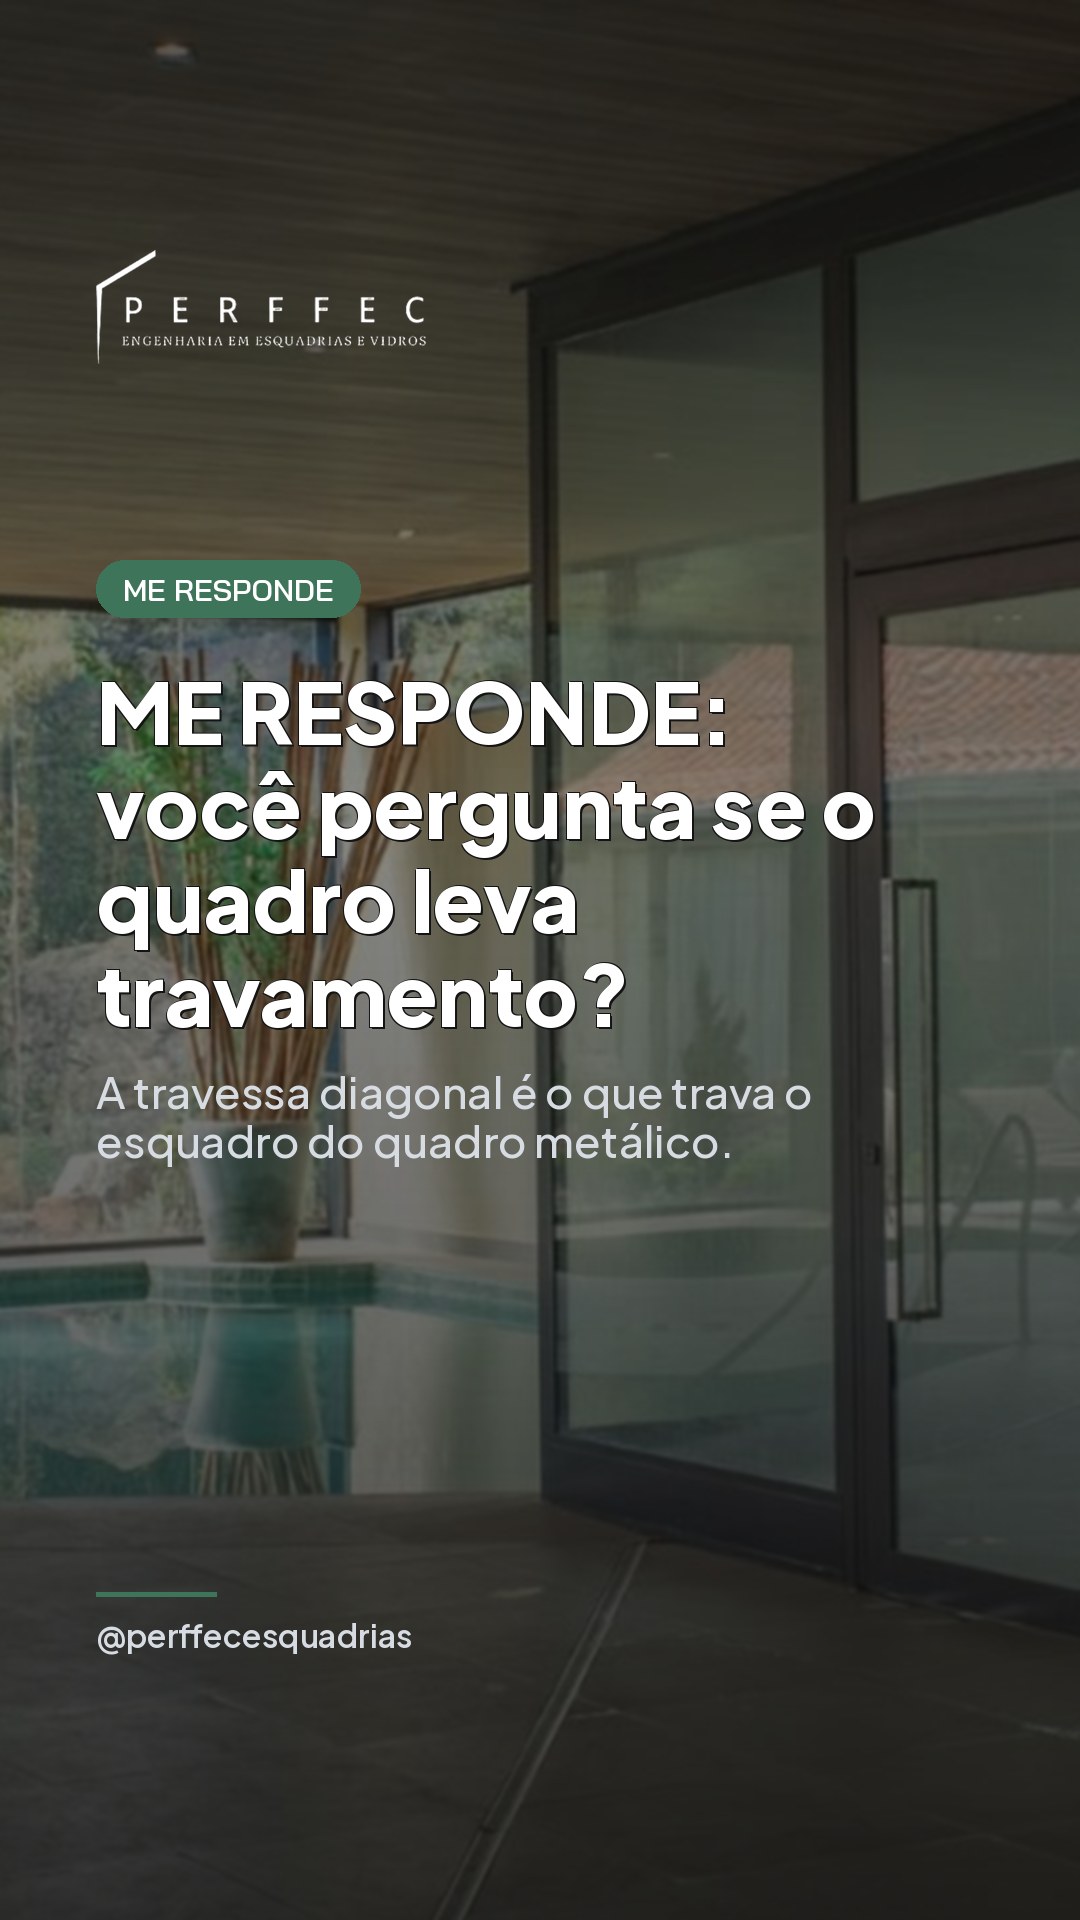 PERFFEC
ENGENHARIA EM ESQUADRIAS E VIDROS
ME RESPONDE
ME RESPONDE:
você pergunta se o
quadro leva
travamento?
A travessa diagonal é o que trava o
esquadro do quadro metálico.
@perffecesquadrias